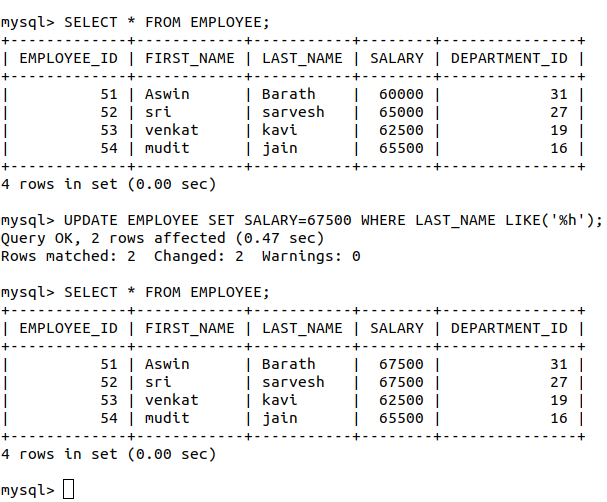 mysql> SELECT * FROM EMPLOYEE;
+-------------+------------+-----------+--------+---------------+
| EMPLOYEE_ID | FIRST_NAME | LAST_NAME | SALARY | DEPARTMENT_ID |
+-------------+------------+-----------+--------+---------------+
|          51 | Aswin      | Barath    |  60000 |            31 |
|          52 | sri        | sarvesh   |  65000 |            27 |
|          53 | venkat     | kavi      |  62500 |            19 |
|          54 | mudit      | jain      |  65500 |            16 |
+-------------+------------+-----------+--------+---------------+
4 rows in set (0.00 sec)
mysql> UPDATE EMPLOYEE SET SALARY=67500 WHERE LAST_NAME LIKE('%h');
Query OK, 2 rows affected (0.47 sec)
Rows matched: 2  Changed: 2  Warnings: 0
mysql> SELECT * FROM EMPLOYEE;
+-------------+------------+-----------+--------+---------------+
| EMPLOYEE_ID | FIRST_NAME | LAST_NAME | SALARY | DEPARTMENT_ID |
+-------------+------------+-----------+--------+---------------+
|          51 | Aswin      | Barath    |  67500 |            31 |
|          52 | sri        | sarvesh   |  67500 |            27 |
|          53 | venkat     | kavi      |  62500 |            19 |
|          54 | mudit      | jain      |  65500 |            16 |
+-------------+------------+-----------+--------+---------------+
4 rows in set (0.00 sec)
mysql>